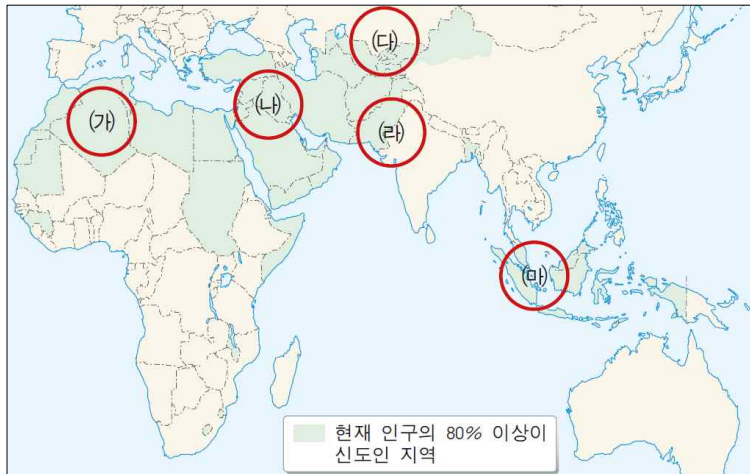 (다)
(나)
(가)
(라)
(마)
현재 인구의 80% 이상이
신도인 지역